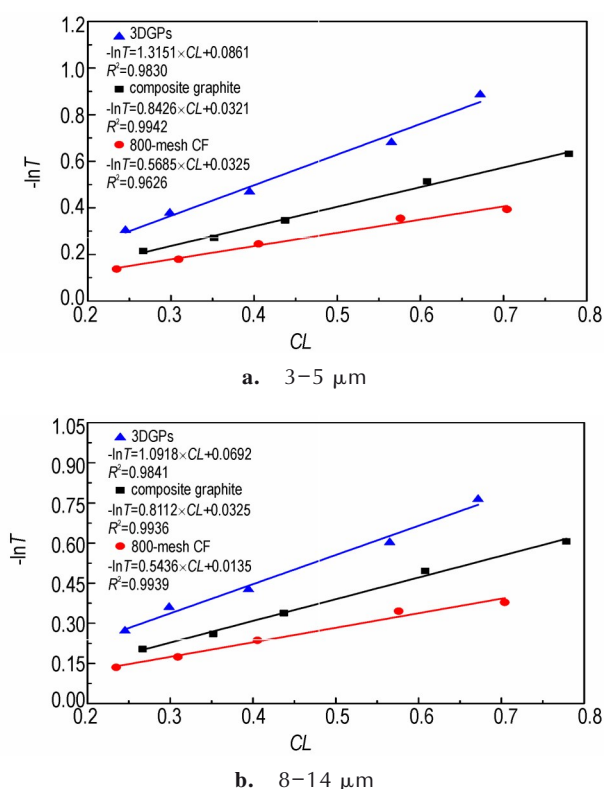 1.2
1.0
0.8
0.6
0.4
0.2
0.0
-lnT
3DGPs
-lnT=1.3151×CL+0.0861
R²=0.9830
composite graphite
-lnT=0.8426×CL+0.0321
R²=0.9942
800-mesh CF
-lnT=0.5685×CL+0.0325
R²=0.9626
0.2 0.3 0.4 0.5 0.6 0.7 0.8
CL
a. 3−5 μm
1.05
0.90
0.75
0.60
0.45
0.30
0.15
0.00
-lnT
3DGPs
-lnT=1.0918×CL+0.0692
R²=0.9841
composite graphite
-lnT=0.8112×CL+0.0325
R²=0.9936
800-mesh CF
-lnT=0.5436×CL+0.0135
R²=0.9939
0.2 0.3 0.4 0.5 0.6 0.7 0.8
CL
b. 8−14 μm